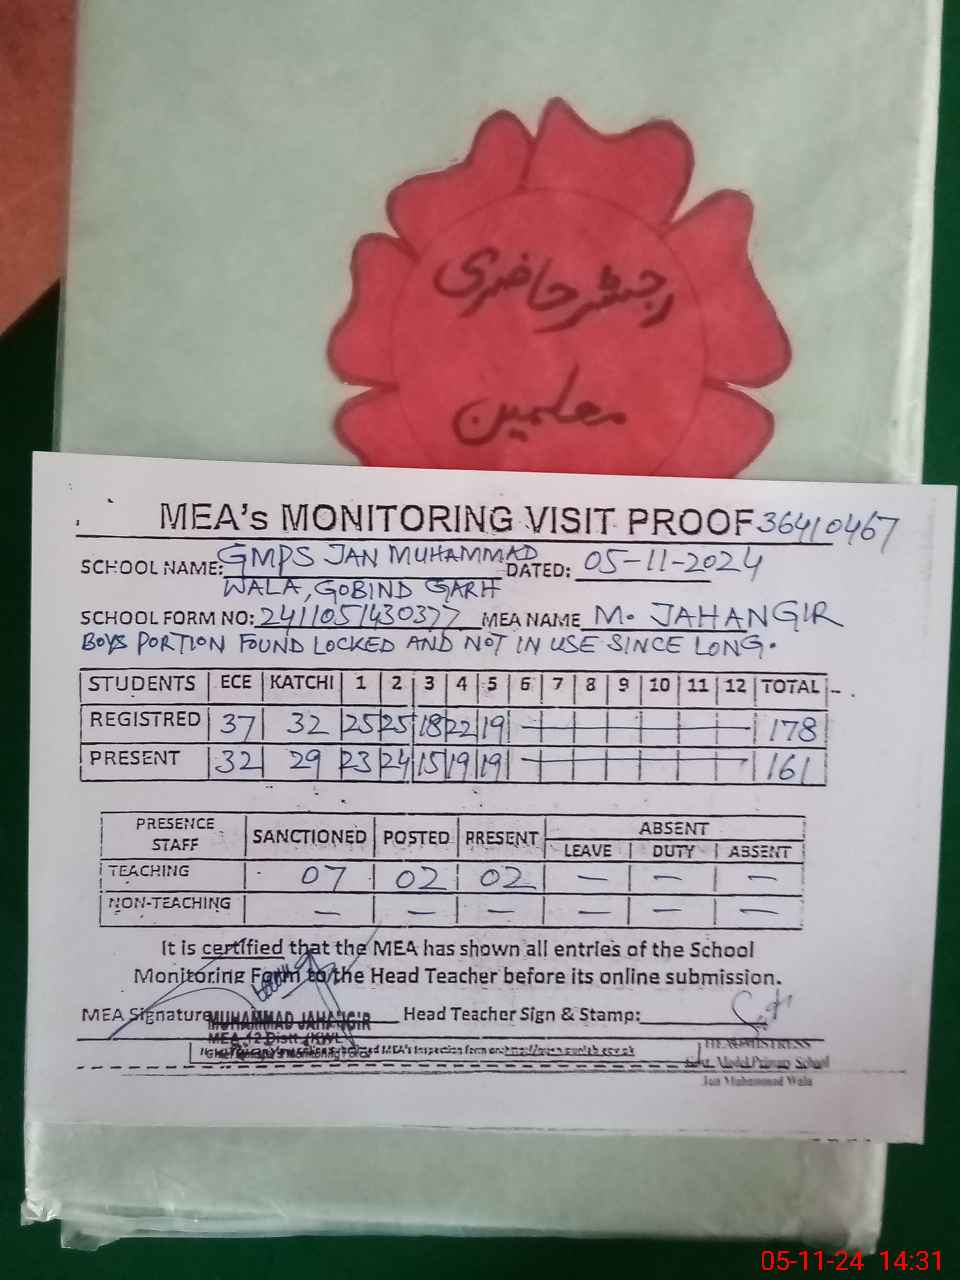 رجسٹر حاضری
معلمین
MEA's MONITORING VISIT PROOF 36410467
SCHOOL NAME: GMPS JAN MUHAMMAD DATED: 05-11-2024
WALA, GOBIND GARH
SCHOOL FORM NO: 2411051430377 MEA NAME M. JAHANGIR
BOYS PORTION FOUND LOCKED AND NOT IN USE SINCE LONG.
STUDENTS ECE KATCHI 1 2 3 4 5 6 7 8 9 10 11 12 TOTAL
REGISTRED 37 32 25 25 18 22 19 178
PRESENT 32 29 23 24 15 19 19 161
PRESENCE STAFF SANCTIONED POSTED PRESENT ABSENT
LEAVE DUTY ABSENT
TEACHING 07 02 02 — — —
NON-TEACHING — — — — — —
It is certified that the MEA has shown all entries of the School
Monitoring Form to the Head Teacher before its online submission.
MEA Signature Head Teacher Sign & Stamp:
MUHAMMAD JAHANGIR
HEADMISTRESS
Govt. Model Primary School
Jan Muhammad Wala
05-11-24 14:31